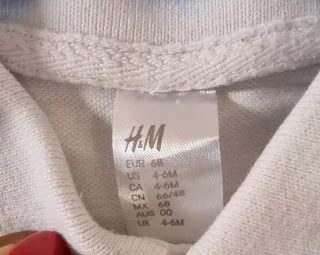 H&M
EUR 68
US 4-6M
CA 4-6M
CN 66/48
MX 68
AUS 00
UK 4-6M